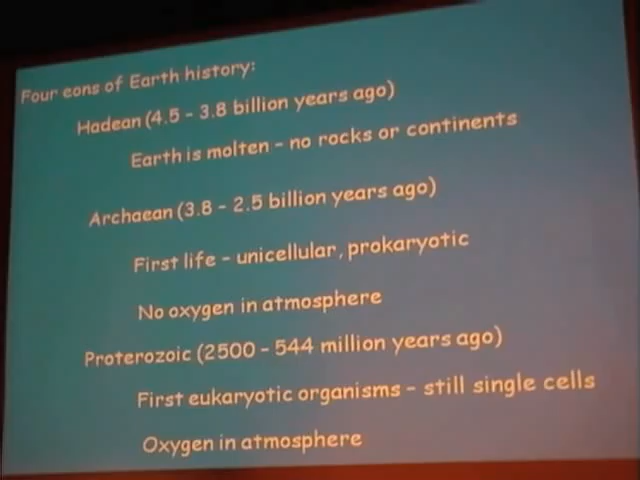 Four eons of Earth history:
Hadean (4.5 - 3.8 billion years ago)
Earth is molten - no rocks or continents
Archaean (3.8 - 2.5 billion years ago)
First life - unicellular, prokaryotic
No oxygen in atmosphere
Proterozoic (2500 - 544 million years ago)
First eukaryotic organisms - still single cells
Oxygen in atmosphere